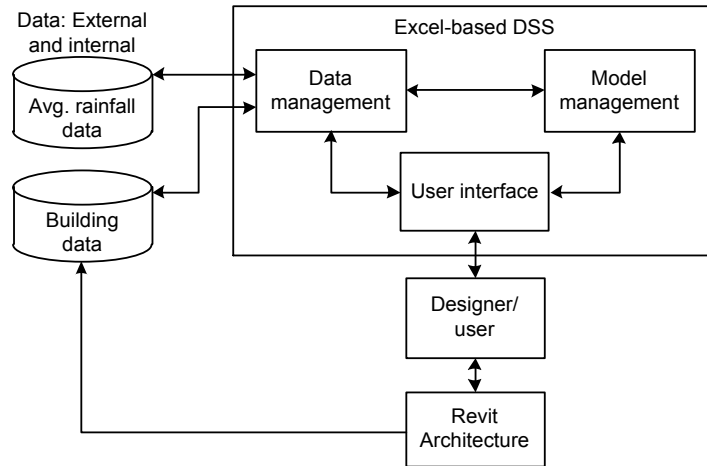 Data: External
and internal
Avg. rainfall
data
Building
data
Excel-based DSS
Data
management
Model
management
User interface
Designer/
user
Revit
Architecture